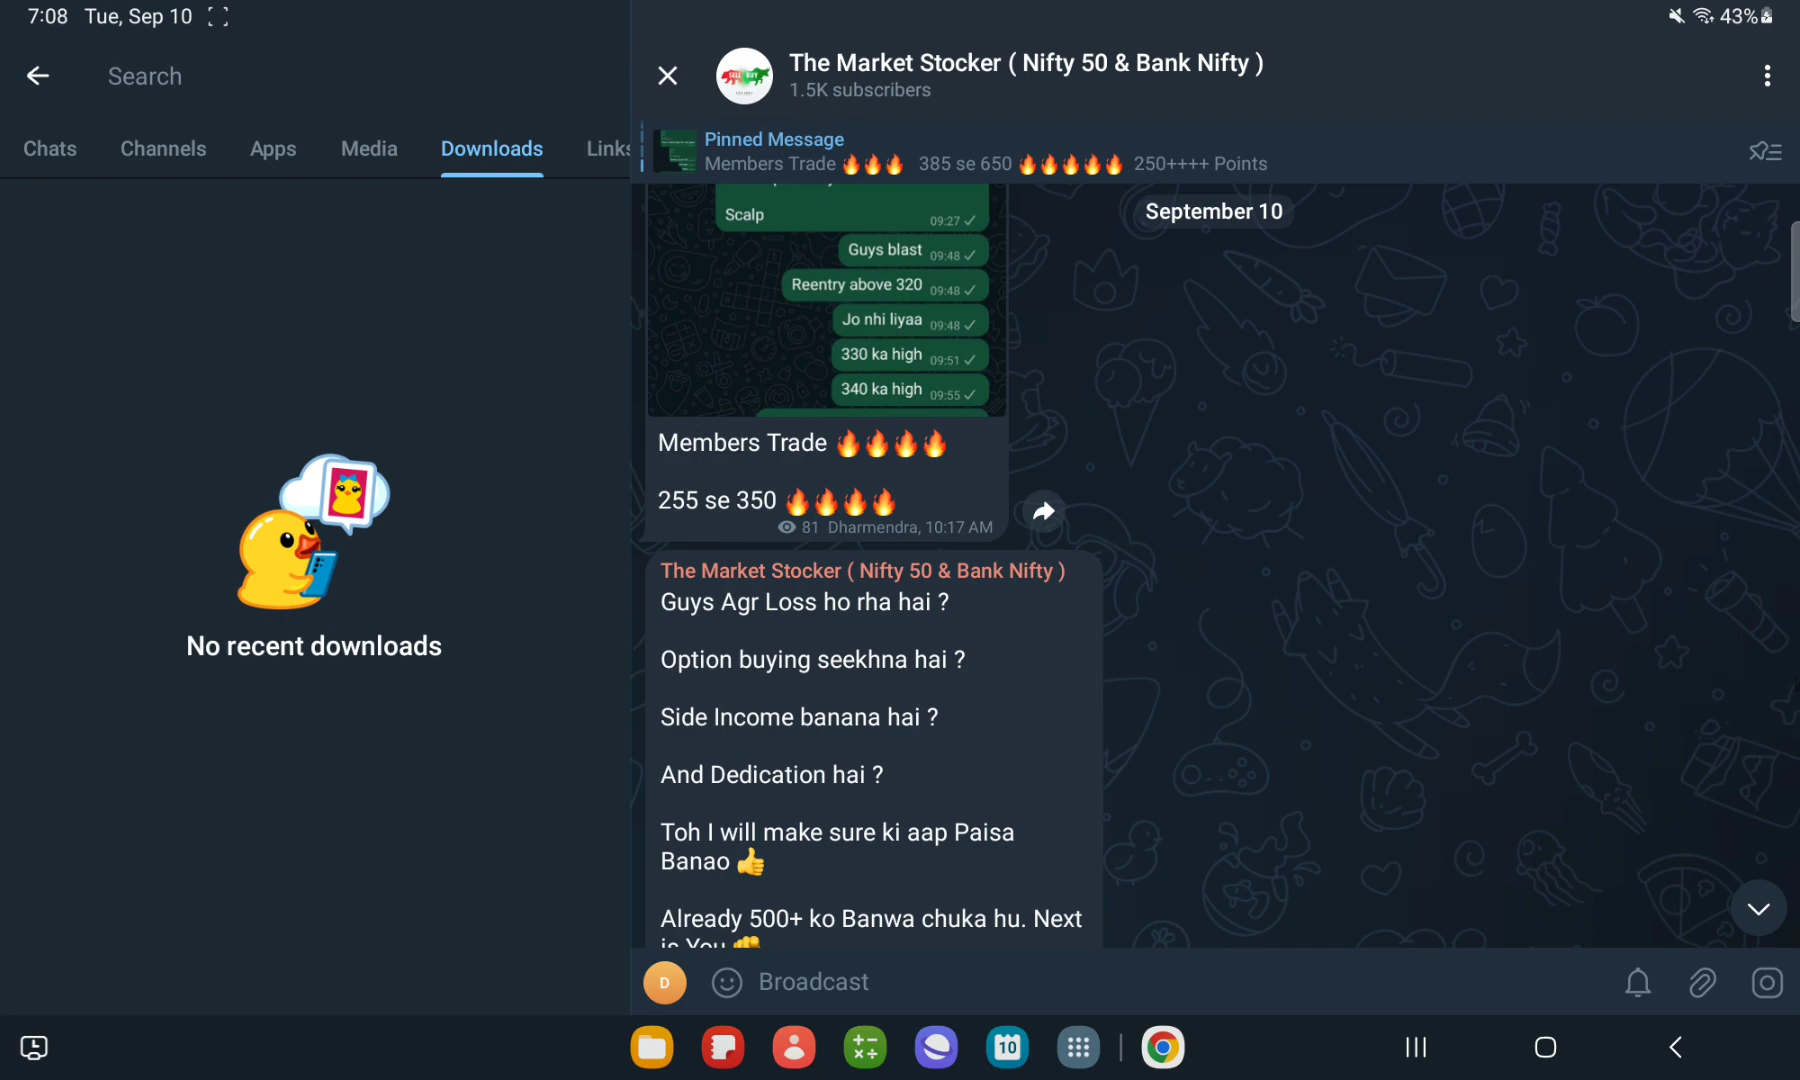 7:08 Tue, Sep 10
43%
Search
Chats Channels Apps Media Downloads Links
No recent downloads
The Market Stocker ( Nifty 50 & Bank Nifty )
1.5K subscribers
Pinned Message
Members Trade 🔥🔥🔥 385 se 650 🔥🔥🔥🔥🔥 250++++ Points
September 10
Scalp 09:27
Guys blast 09:48
Reentry above 320 09:48
Jo nhi liyaa 09:48
330 ka high 09:51
340 ka high 09:55
Members Trade 🔥🔥🔥🔥
255 se 350 🔥🔥🔥🔥
81 Dharmendra, 10:17 AM
The Market Stocker ( Nifty 50 & Bank Nifty )
Guys Agr Loss ho rha hai ?
Option buying seekhna hai ?
Side Income banana hai ?
And Dedication hai ?
Toh I will make sure ki aap Paisa
Banao 👍
Already 500+ ko Banwa chuka hu. Next
is You
D
Broadcast
10